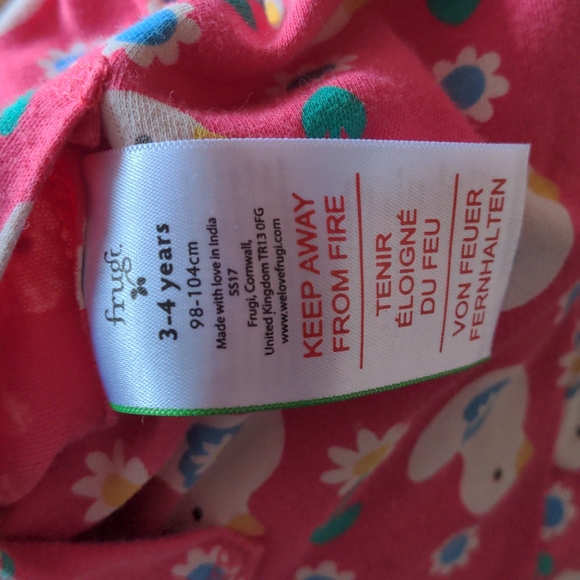 frugi
3-4 years
98-104cm
Made with love in India
SS17
Frugi, Cornwall,
United Kingdom TR13 0FG
www.welovefrugi.com
KEEP AWAY
FROM FIRE
TENIR
ÉLOIGNÉ
DU FEU
VON FEUER
FERNHALTEN